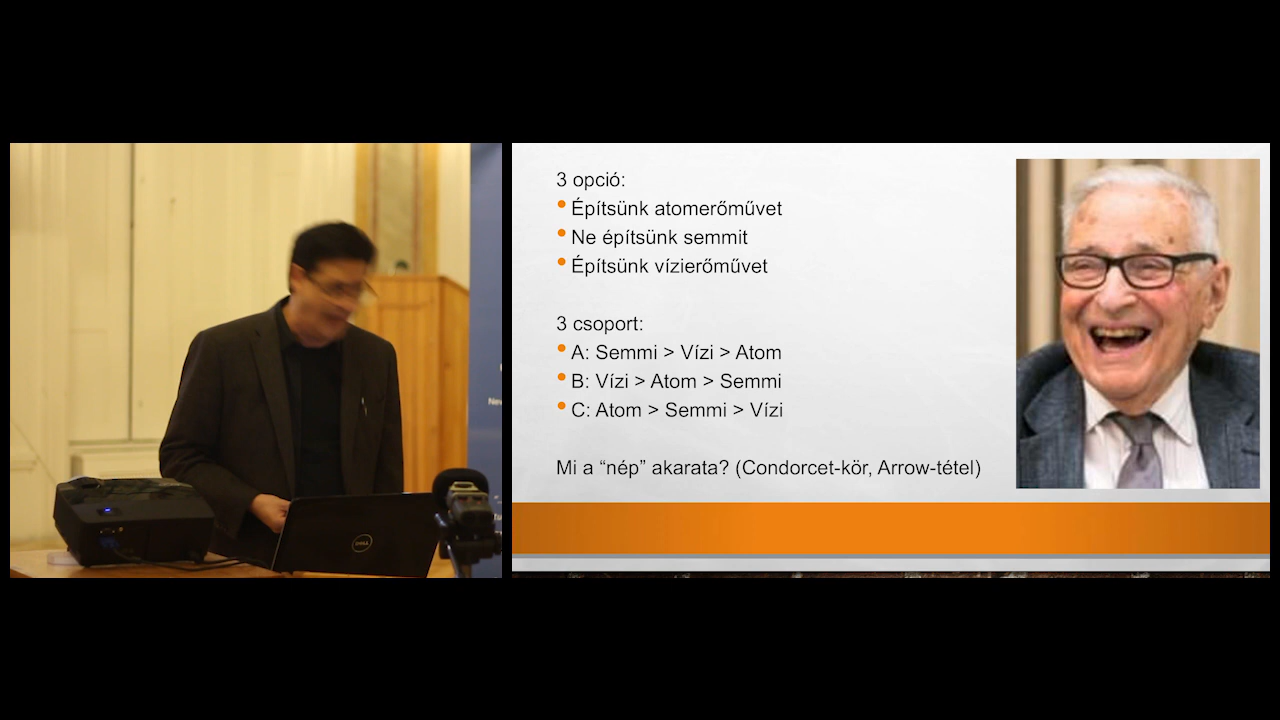 3 opció:
Építsünk atomerőművet
Ne építsünk semmit
Építsünk vízierőművet
3 csoport:
A: Semmi > Vízi > Atom
B: Vízi > Atom > Semmi
C: Atom > Semmi > Vízi
Mi a “nép” akarata? (Condorcet-kör, Arrow-tétel)
DELL